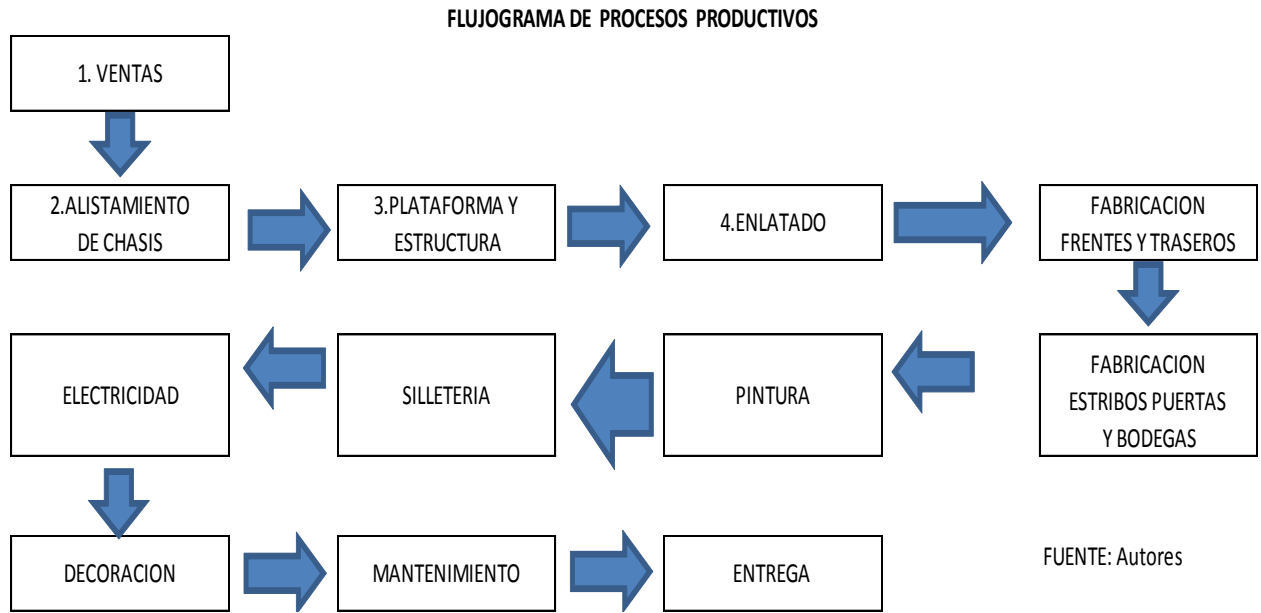 FLUJOGRAMA DE PROCESOS PRODUCTIVOS
1. VENTAS
2.ALISTAMIENTO
DE CHASIS
3.PLATAFORMA Y
ESTRUCTURA
4.ENLATADO
FABRICACION
FRENTES Y TRASEROS
FABRICACION
ESTRIBOS PUERTAS
Y BODEGAS
PINTURA
SILLETERIA
ELECTRICIDAD
DECORACION
MANTENIMIENTO
ENTREGA
FUENTE: Autores